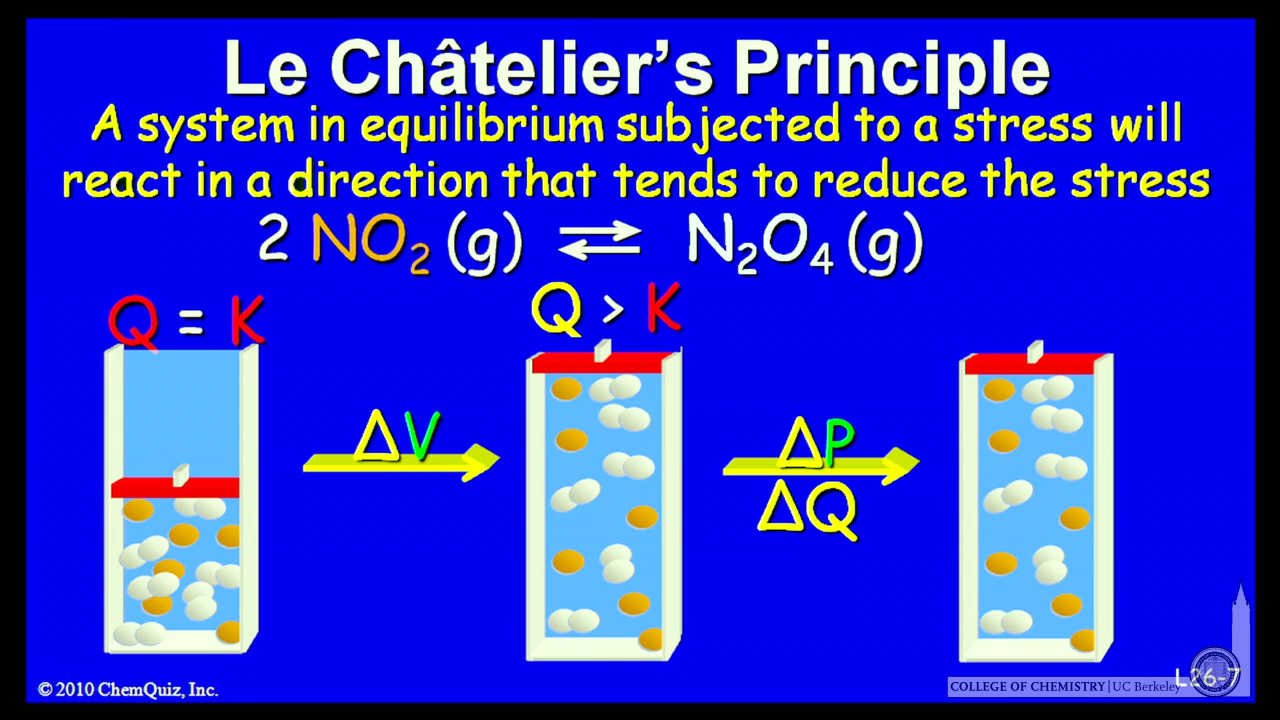 Le Châtelier's Principle
A system in equilibrium subjected to a stress will
react in a direction that tends to reduce the stress
2 NO₂ (g) ⇌ N₂O₄ (g)
Q = K
Q > K
ΔV
ΔP
ΔQ
L26-7
COLLEGE OF CHEMISTRY | UC Berkeley
© 2010 ChemQuiz, Inc.